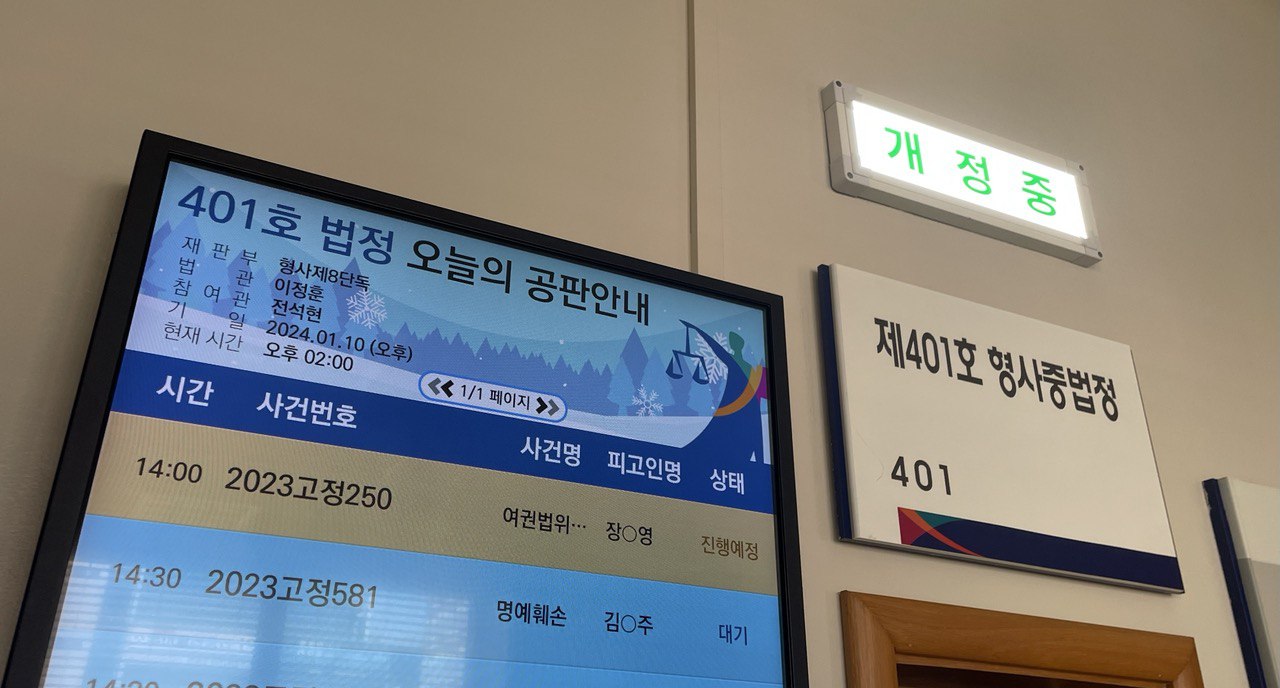 401호 법정 오늘의 공판안내
재 판 부 형사제8단독
법 관 이정훈
참 여 관 전석현
기 일 2024.01.10 (오후)
현재 시간 오후 02:00
1/1 페이지
시간 사건번호 사건명 피고인명 상태
14:00 2023고정250 여권법위… 장○영 진행예정
14:30 2023고정581 명예훼손 김○주 대기
개 정 중
제401호 형사중법정
401